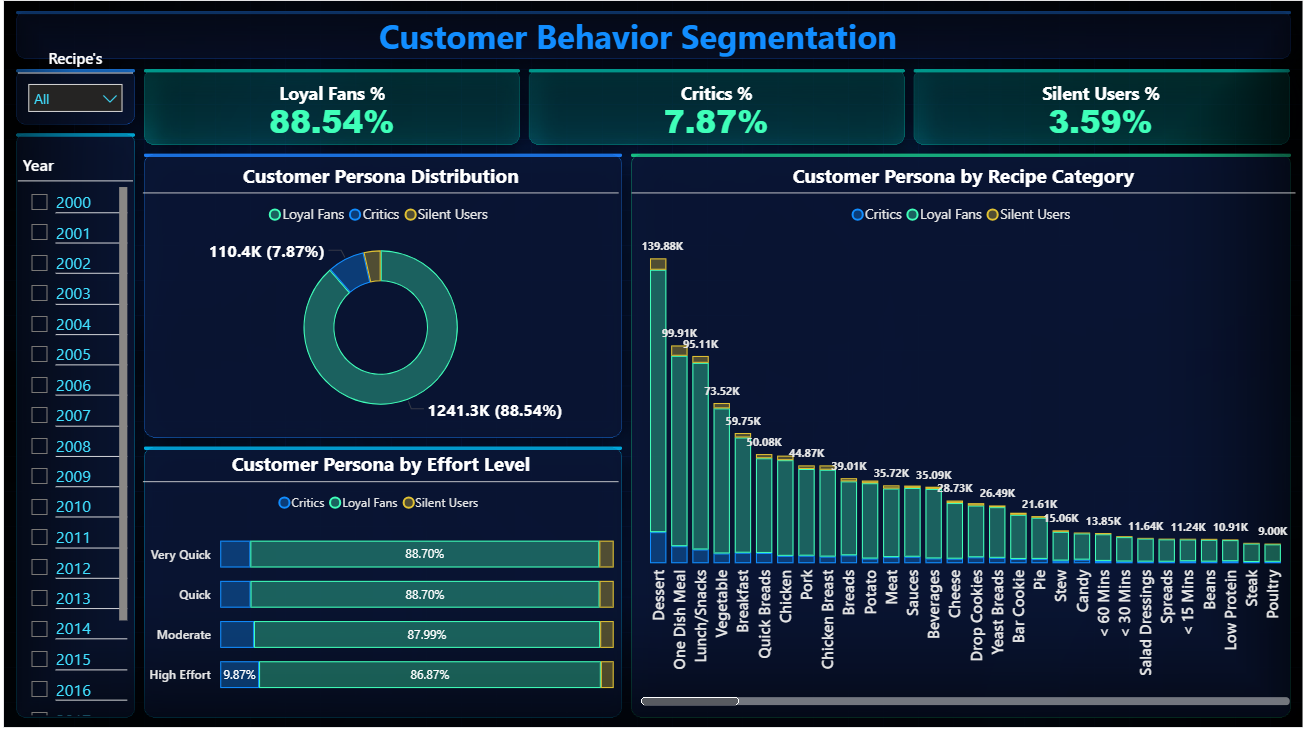 Customer Behavior Segmentation
Recipe's
All
Loyal Fans %
88.54%
Critics %
7.87%
Silent Users %
3.59%
Year
2000
2001
2002
2003
2004
2005
2006
2007
2008
2009
2010
2011
2012
2013
2014
2015
2016
Customer Persona Distribution
Loyal Fans Critics Silent Users
110.4K (7.87%)
1241.3K (88.54%)
Customer Persona by Effort Level
Critics Loyal Fans Silent Users
Very Quick 88.70%
Quick 88.70%
Moderate 87.99%
High Effort 9.87% 86.87%
Customer Persona by Recipe Category
Critics Loyal Fans Silent Users
139.88K
99.91K
95.11K
73.52K
59.75K
50.08K
44.87K
39.01K
35.72K
35.09K
28.73K
26.49K
21.61K
15.06K
13.85K
11.64K
11.24K
10.91K
9.00K
Dessert
One Dish Meal
Lunch/Snacks
Vegetable
Breakfast
Quick Breads
Chicken
Pork
Chicken Breast
Breads
Potato
Meat
Sauces
Beverages
Cheese
Drop Cookies
Yeast Breads
Bar Cookie
Pie
Stew
Candy
< 60 Mins
< 30 Mins
Salad Dressings
Spreads
< 15 Mins
Beans
Low Protein
Steak
Poultry